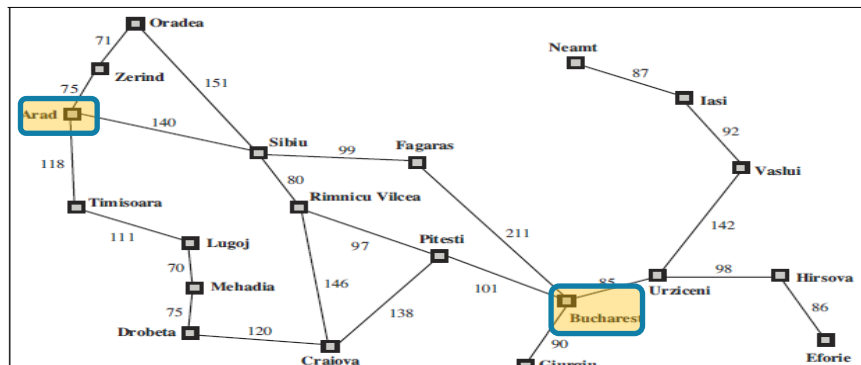 Oradea
71
Neamt
87
Zerind
75
151
Iasi
Arad
140
92
Sibiu
Fagaras
99
118
Vaslui
80
Timisoara
Rimnicu Vilcea
111
211
142
Lugoj
97
Pitesti
70
98
Hirsova
146
101
85
Urziceni
Mehadia
75
138
86
Bucharest
Drobeta
120
90
Eforie
Craiova
Giurgiu